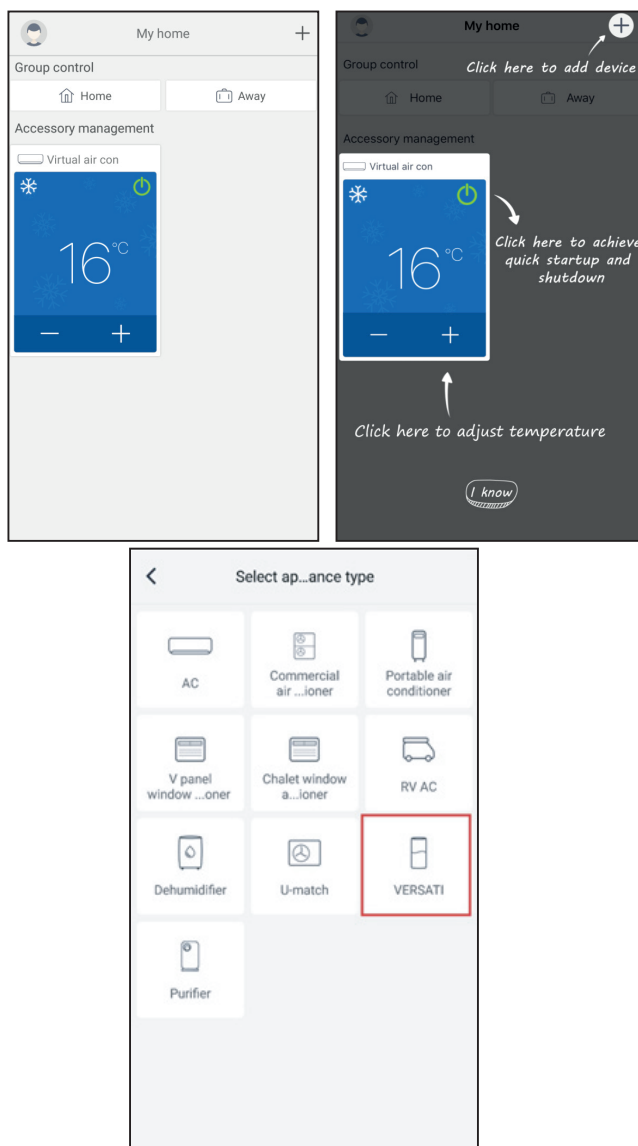 My home
Group control
Home
Away
Accessory management
Virtual air con
16°C
My home
Click here to add device
Group control
Home
Away
Accessory management
Virtual air con
16°C
Click here to achieve
quick startup and
shutdown
Click here to adjust temperature
I know
Select ap...ance type
AC
Commercial
air ...ioner
Portable air
conditioner
V panel
window ...oner
Chalet window
a...ioner
RV AC
Dehumidifier
U-match
VERSATI
Purifier